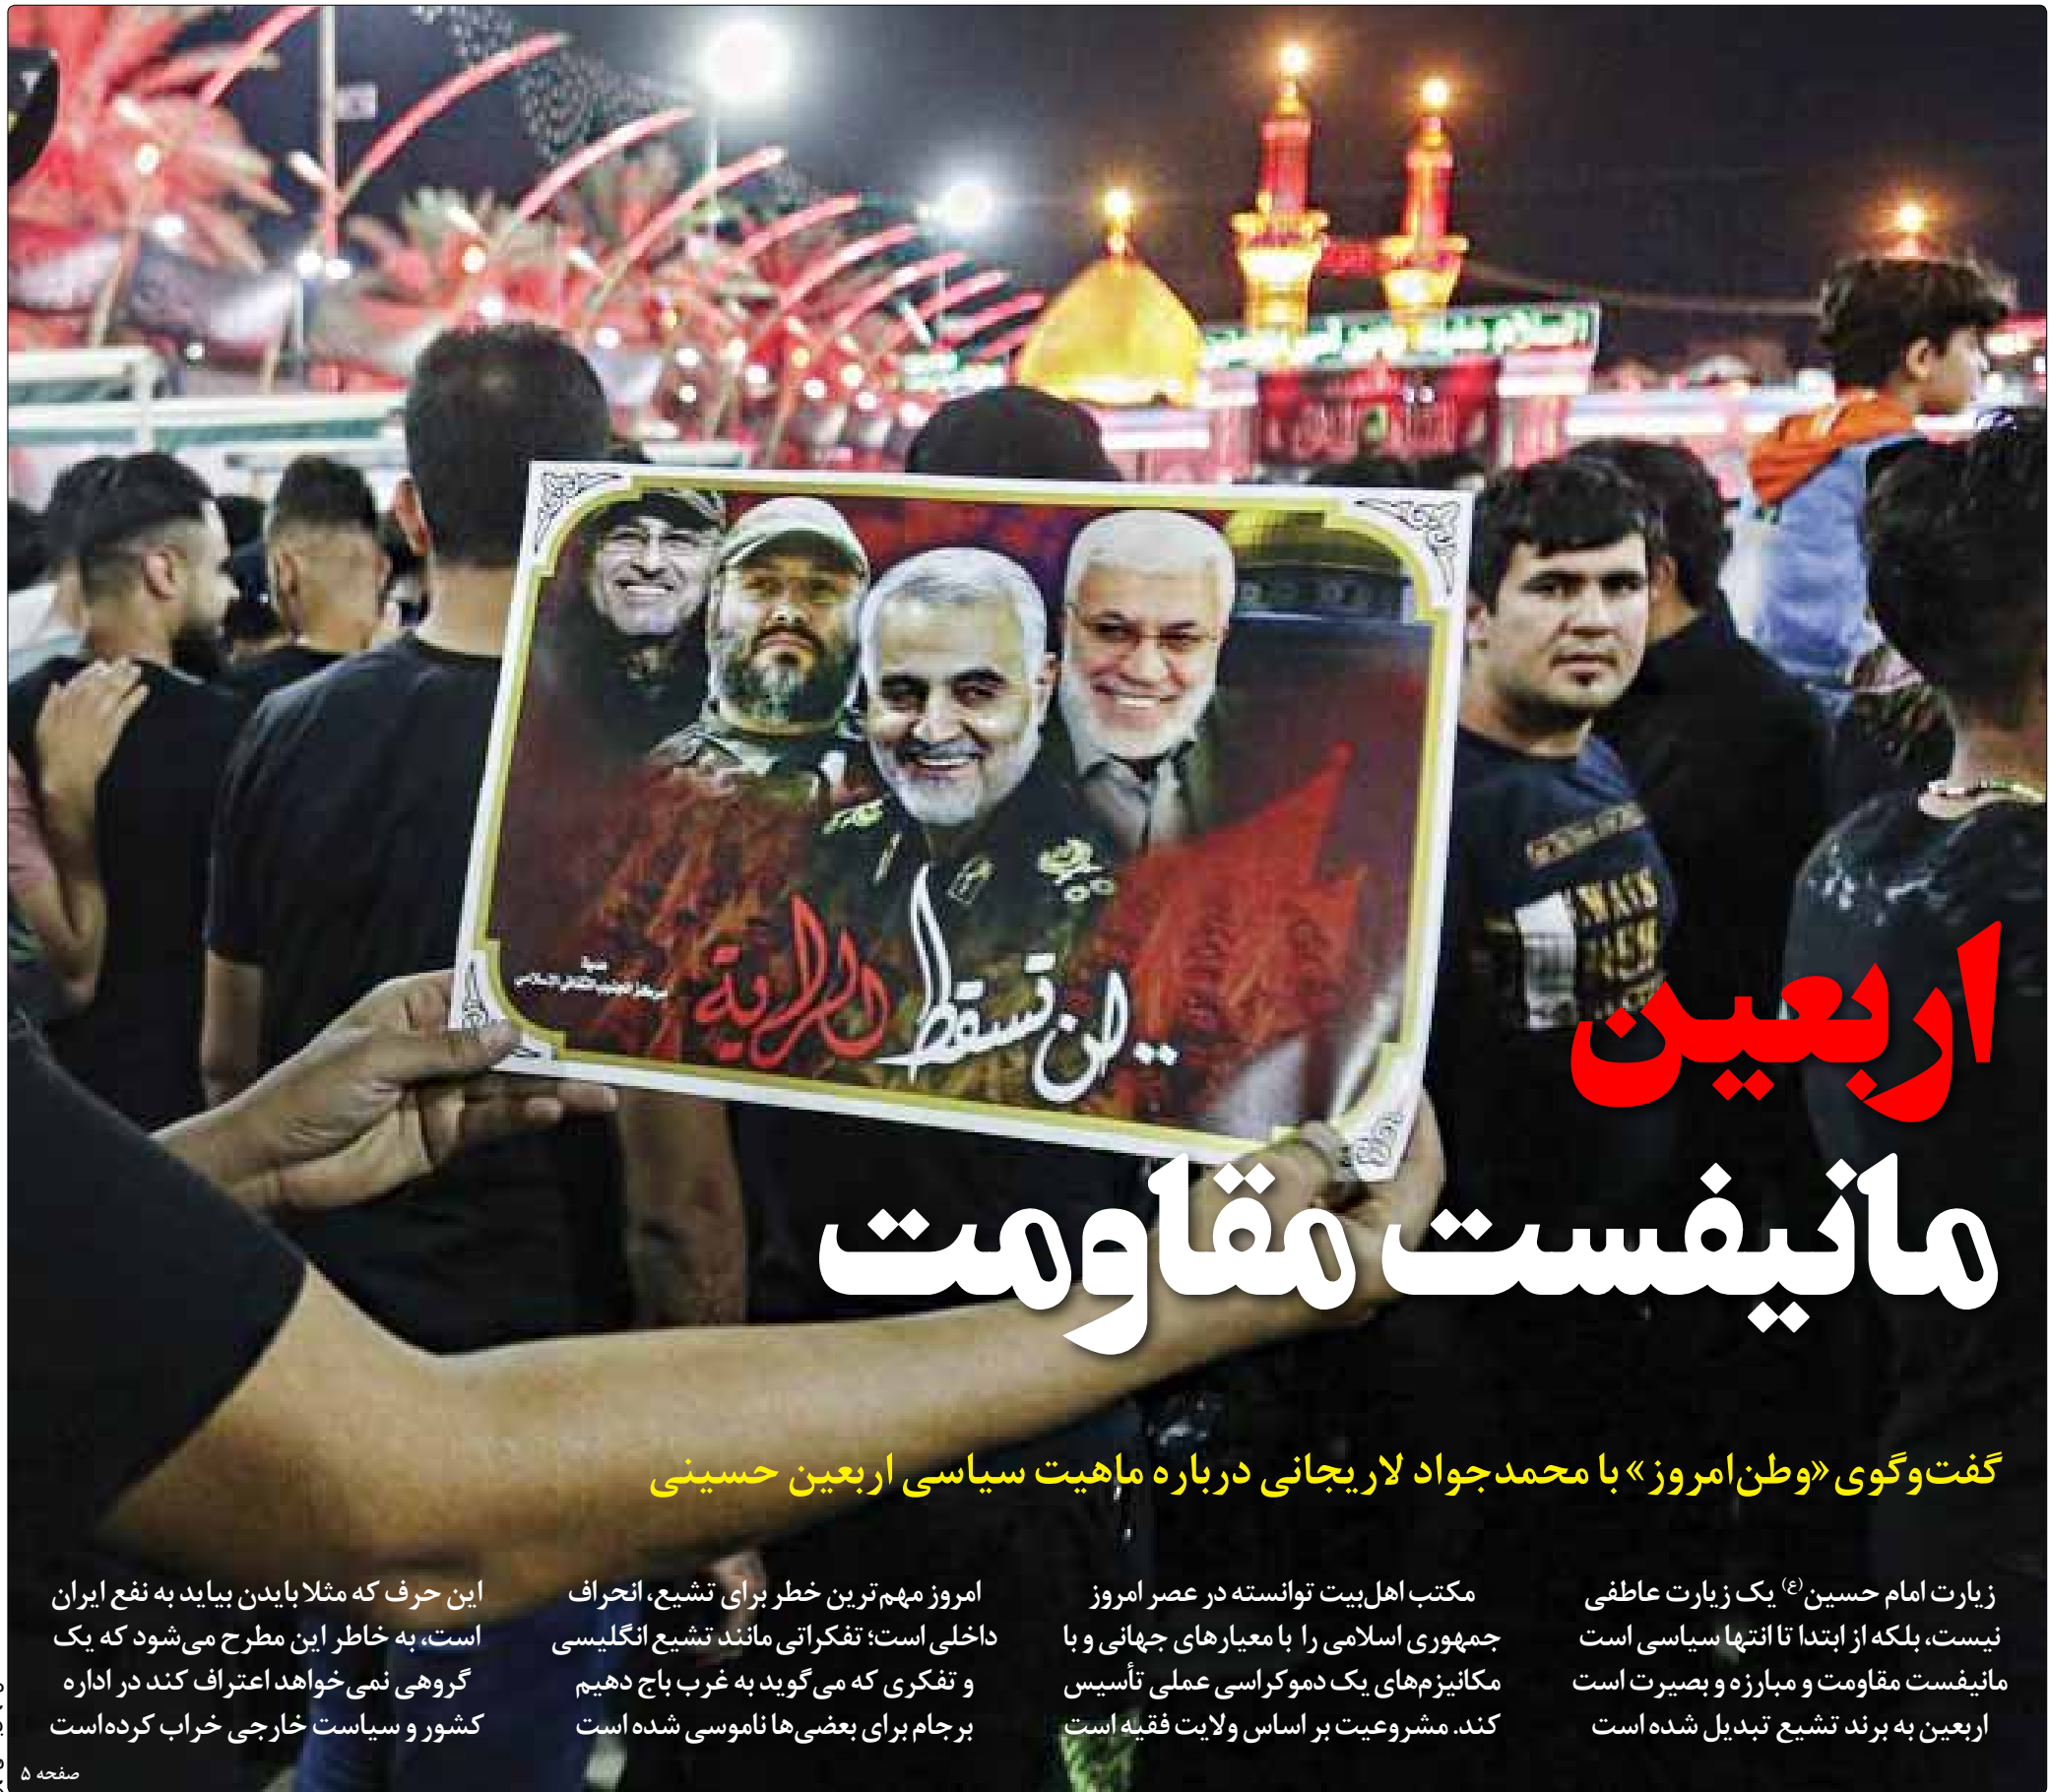 السلام علیک
لن تسقط الراية
اربعین
مانیفست مقاومت
گفت‌وگوی «وطن‌امروز» با محمدجواد لاریجانی درباره ماهیت سیاسی اربعین حسینی
زیارت امام حسین(ع) یک زیارت عاطفی
نیست، بلکه از ابتدا تا انتها سیاسی است
مانیفست مقاومت و مبارزه و بصیرت است
اربعین به برند تشیع تبدیل شده است
مکتب اهل‌بیت توانسته در عصر امروز
جمهوری اسلامی را با معیارهای جهانی و با
مکانیزم‌های یک دموکراسی عملی تأسیس
کند. مشروعیت بر اساس ولایت فقیه است
امروز مهم‌ترین خطر برای تشیع، انحراف
داخلی است؛ تفکراتی مانند تشیع انگلیسی
و تفکری که می‌گوید به غرب باج دهیم
برجام برای بعضی‌ها ناموسی شده است
این حرف که مثلا بایدن بیاید به نفع ایران
است، به خاطر این مطرح می‌شود که یک
گروهی نمی‌خواهد اعتراف کند در اداره
کشور و سیاست خارجی خراب کرده‌است
صفحه ۵